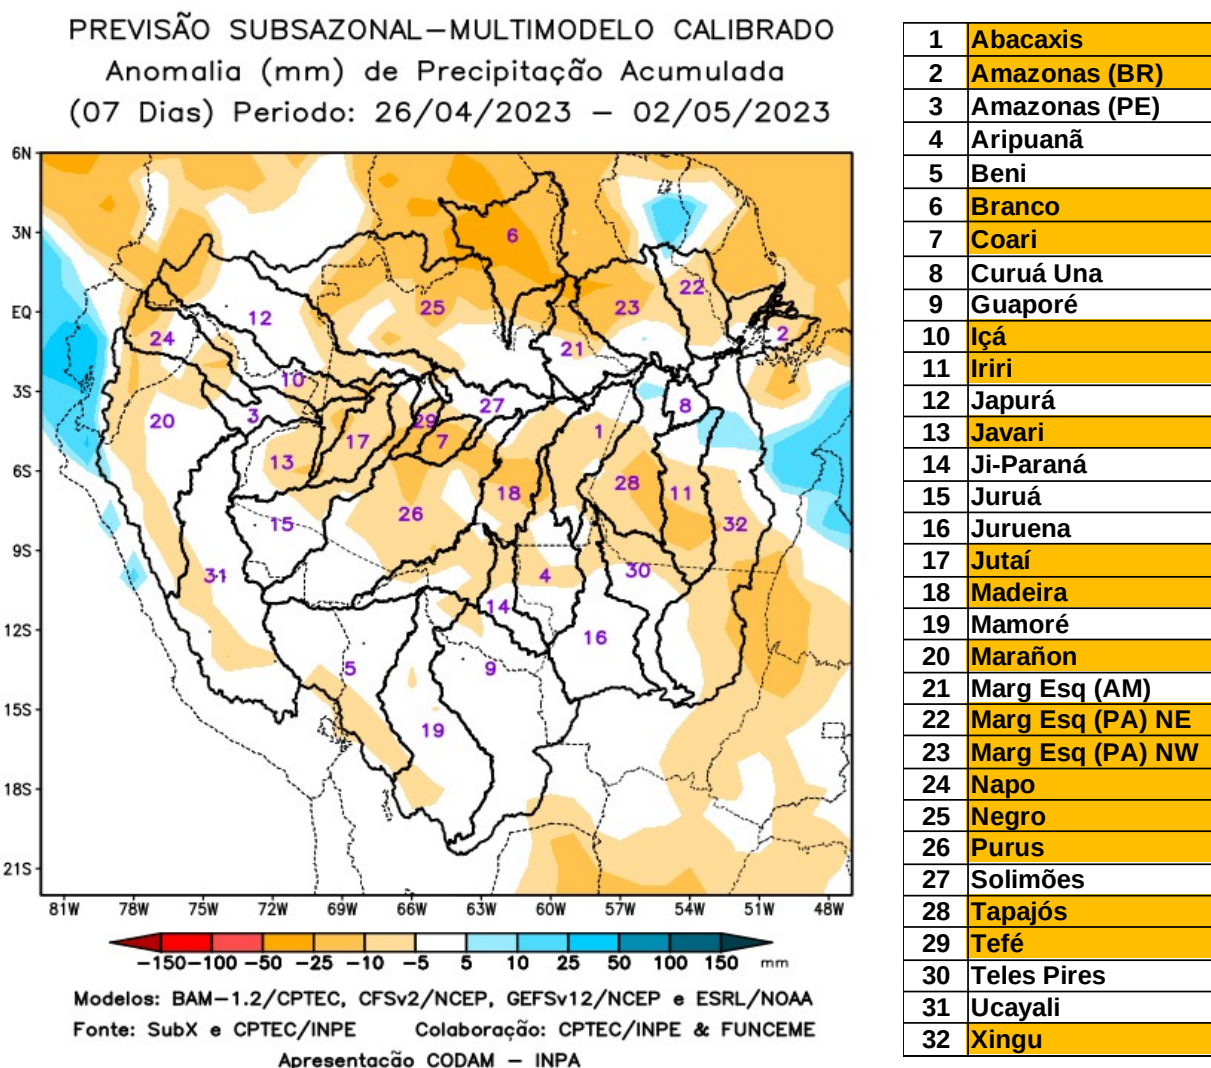 PREVISÃO SUBSAZONAL–MULTIMODELO CALIBRADO
Anomalia (mm) de Precipitação Acumulada
(07 Dias) Periodo: 26/04/2023 – 02/05/2023
6N
3N
EQ
3S
6S
9S
12S
15S
18S
21S
81W 78W 75W 72W 69W 66W 63W 60W 57W 54W 51W 48W
6
22
25
23
12
2
24
21
10
27
8
3
20
29
1
17
7
13
28
18
11
26
15
32
31
4
30
14
16
5
9
19
−150 −100 −50 −25 −10 −5 5 10 25 50 100 150 mm
Modelos: BAM−1.2/CPTEC, CFSv2/NCEP, GEFSv12/NCEP e ESRL/NOAA
Fonte: SubX e CPTEC/INPE Colaboração: CPTEC/INPE & FUNCEME
Apresentação CODAM − INPA
1 Abacaxis
2 Amazonas (BR)
3 Amazonas (PE)
4 Aripuanã
5 Beni
6 Branco
7 Coari
8 Curuá Una
9 Guaporé
10 Içá
11 Iriri
12 Japurá
13 Javari
14 Ji-Paraná
15 Juruá
16 Juruena
17 Jutaí
18 Madeira
19 Mamoré
20 Marañon
21 Marg Esq (AM)
22 Marg Esq (PA) NE
23 Marg Esq (PA) NW
24 Napo
25 Negro
26 Purus
27 Solimões
28 Tapajós
29 Tefé
30 Teles Pires
31 Ucayali
32 Xingu